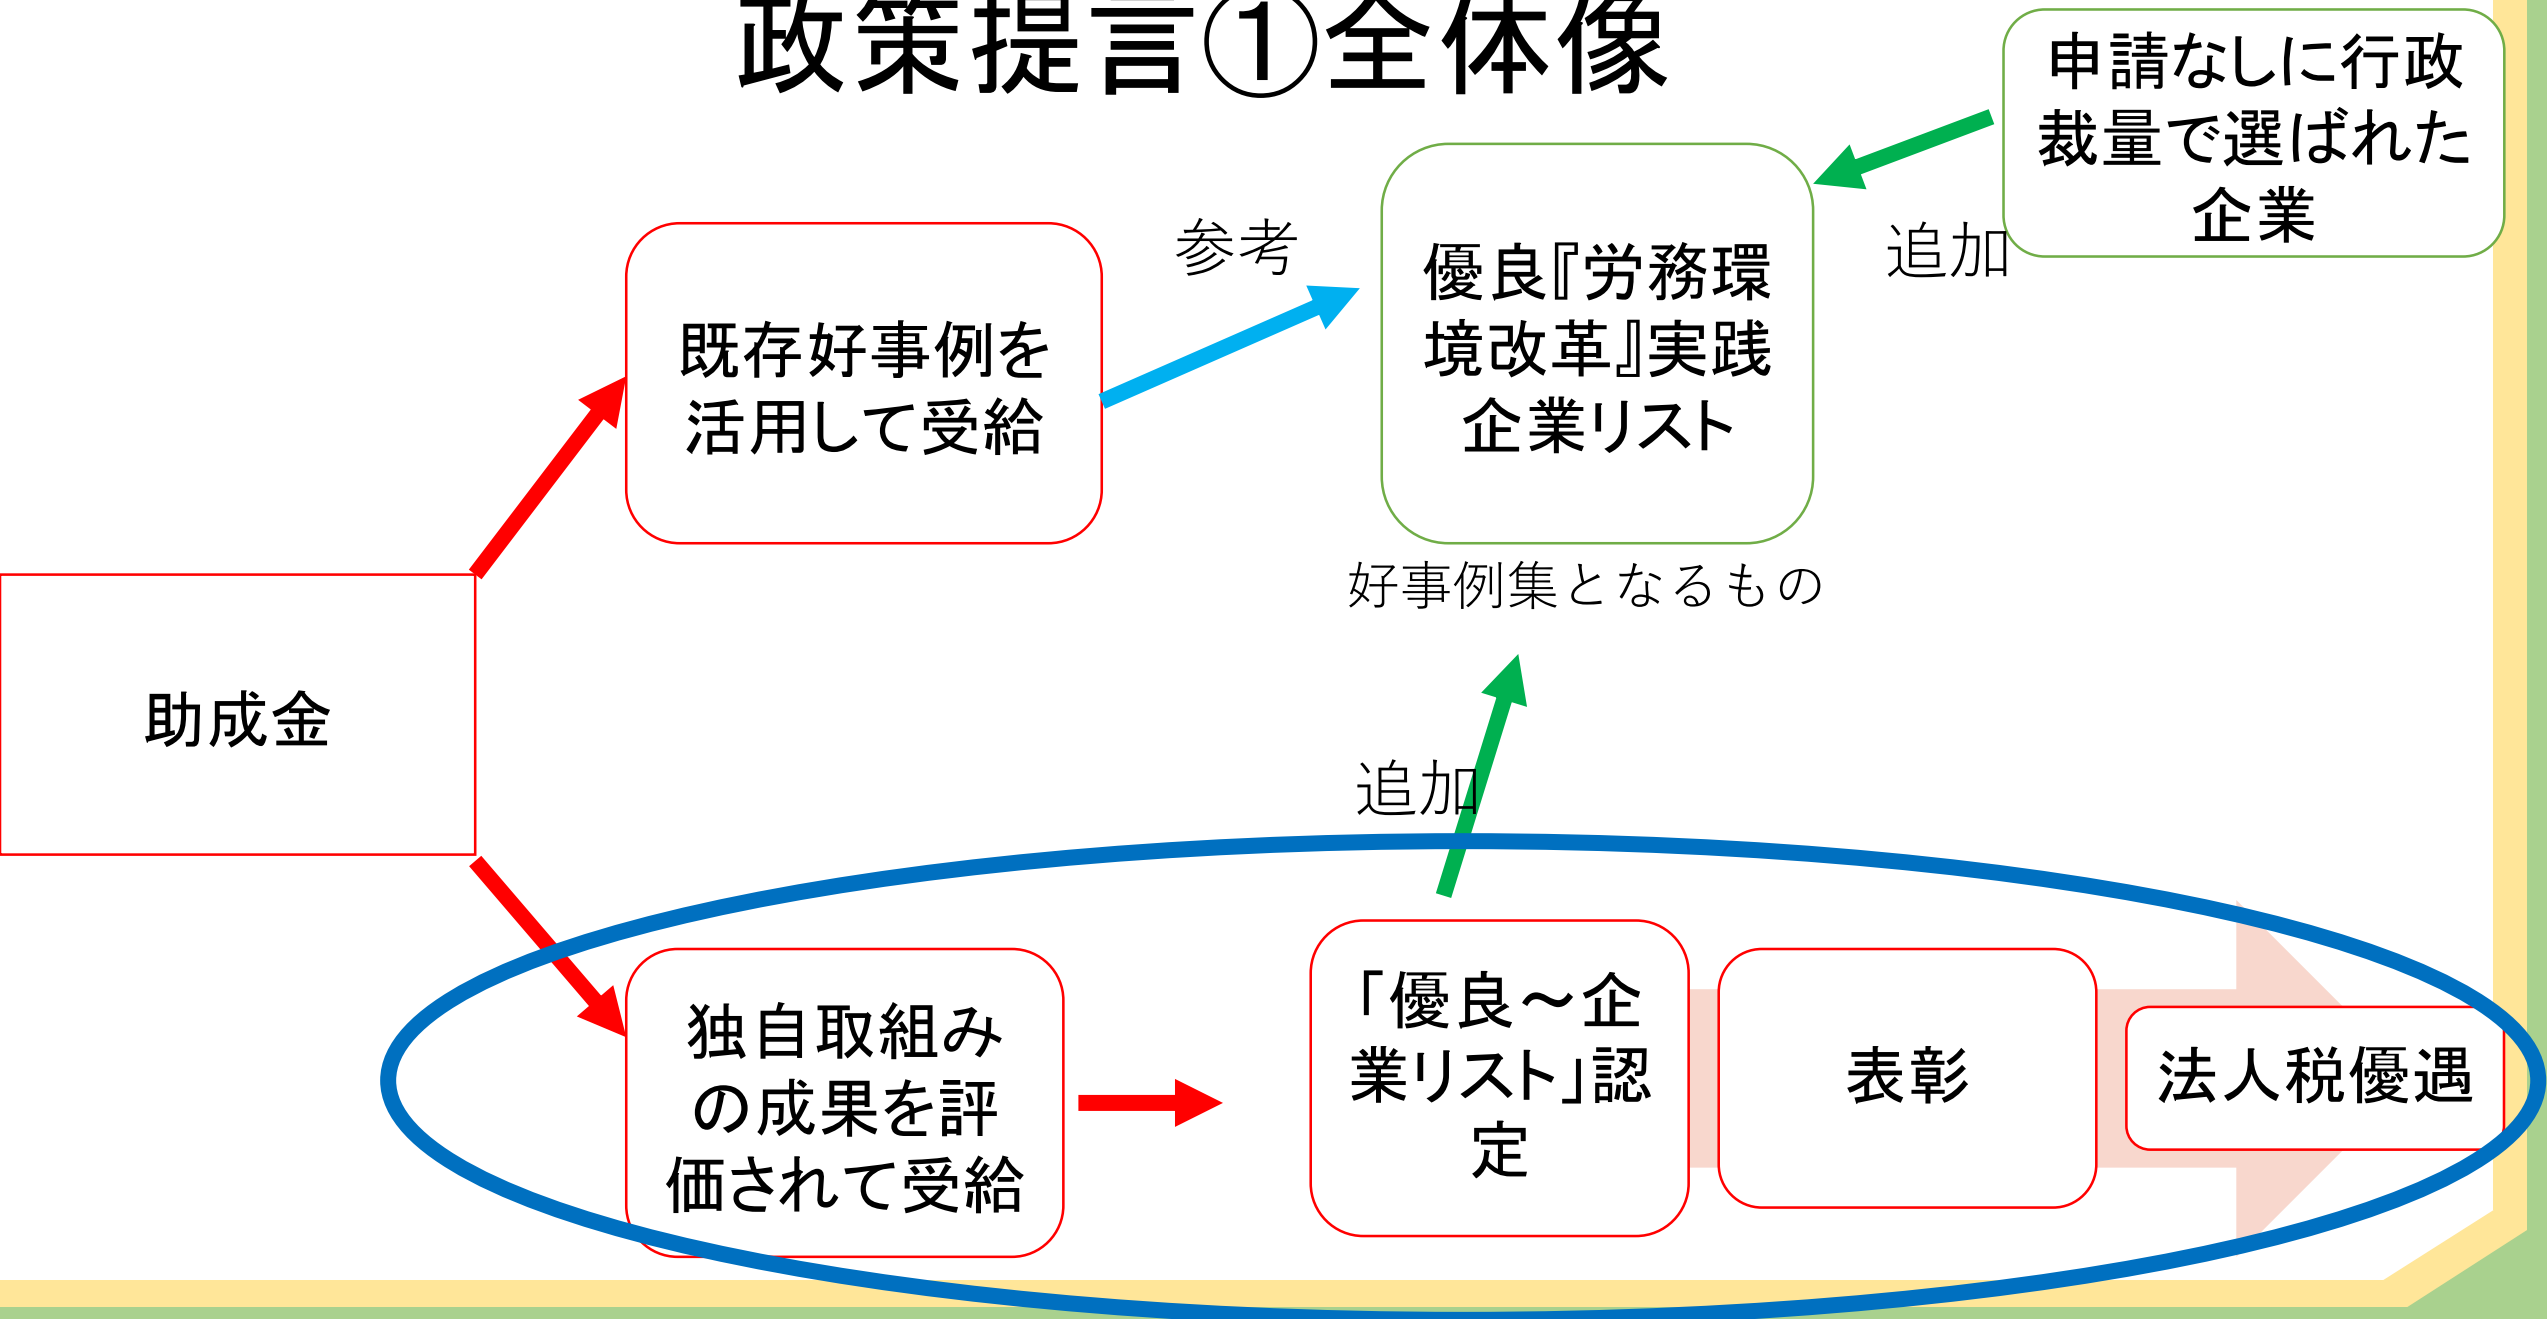 政策提言①全体像
申請なしに行政
裁量で選ばれた
企業
追加
参考
優良『労務環
境改革』実践
企業リスト
好事例集となるもの
既存好事例を
活用して受給
助成金
追加
独自取組み
の成果を評
価されて受給
「優良～企
業リスト」認
定
表彰
法人税優遇